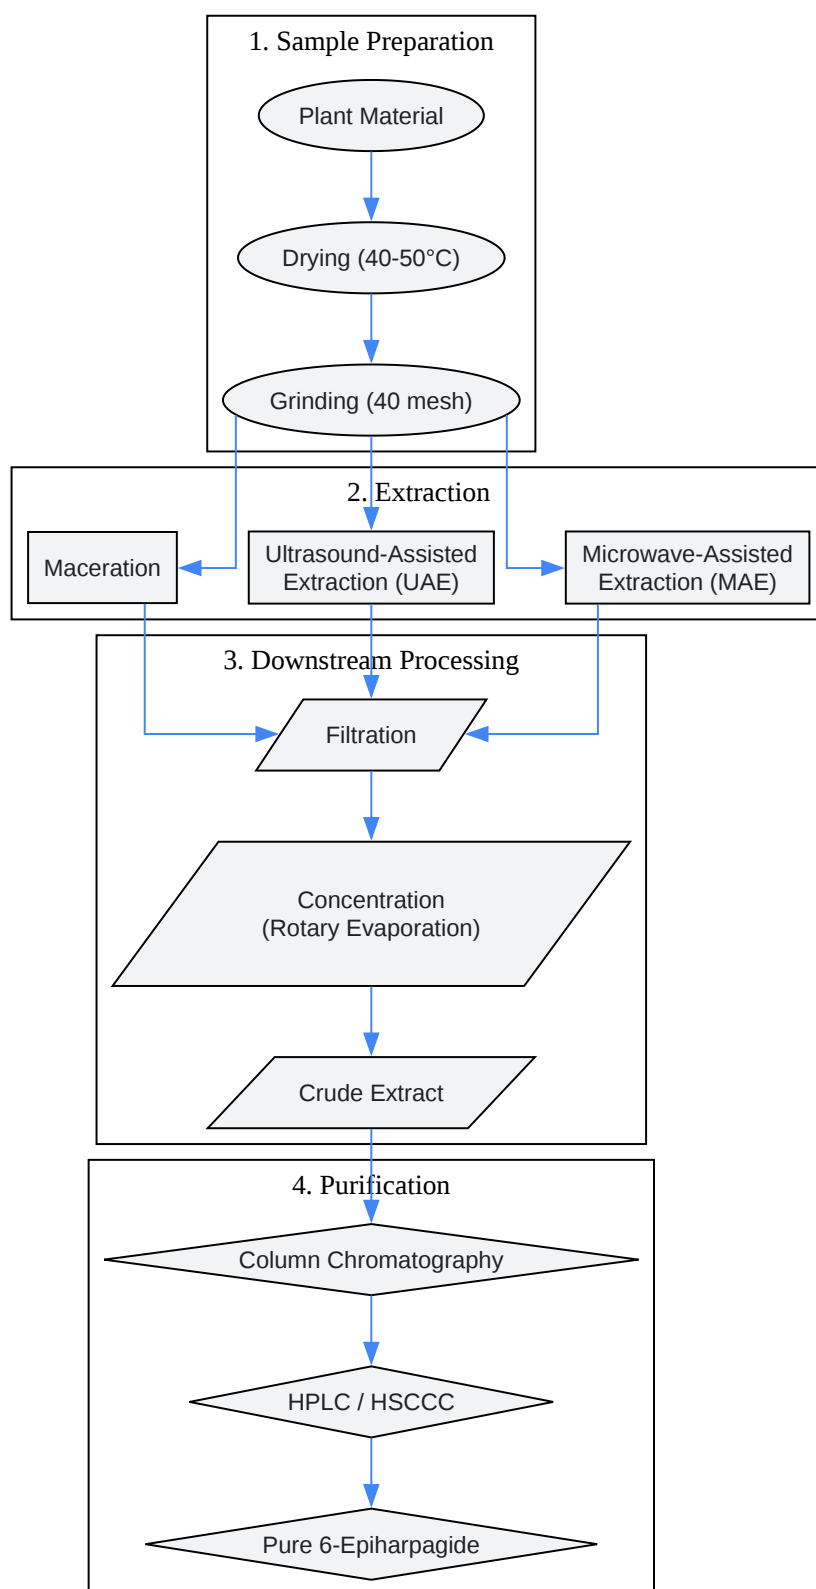 1. Sample Preparation
Plant Material
Drying (40-50°C)
Grinding (40 mesh)
2. Extraction
Maceration
Ultrasound-Assisted
Extraction (UAE)
Microwave-Assisted
Extraction (MAE)
3. Downstream Processing
Filtration
Concentration
(Rotary Evaporation)
Crude Extract
4. Purification
Column Chromatography
HPLC / HSCCC
Pure 6-Epiharpagide